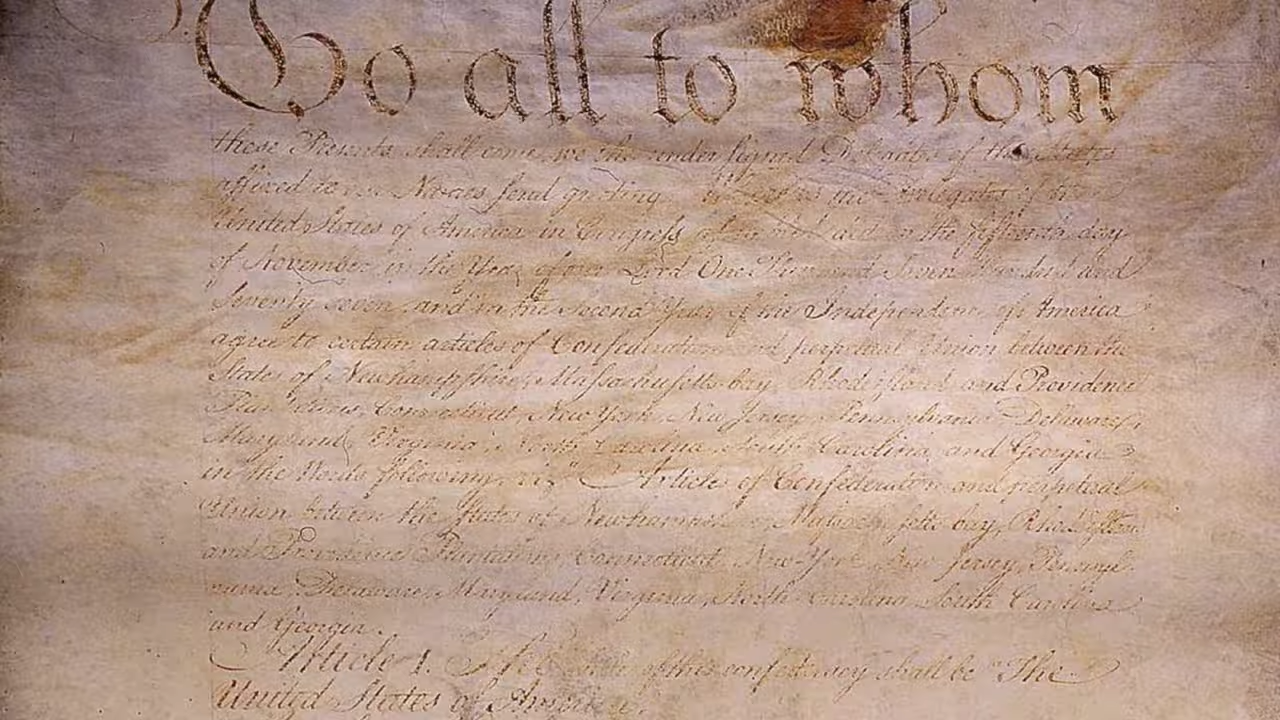 To all to whom
these Presents shall come, we the under signed Delegates of the States
affixed to our Names send greeting. Whereas the Delegates of the
United States of America in Congress assembled did on the fifteenth day
of November in the Year of our Lord One Thousand Seven Hundred and
Seventy seven, and in the Second Year of the Independence of America
agree to certain articles of Confederation and perpetual Union between the
States of Newhampshire, Massachusetts-bay, Rhodeisland and Providence
Plantations, Connecticut, New York, New Jersey, Pennsylvania, Delaware,
Maryland, Virginia, North Carolina, South Carolina, and Georgia
in the Words following, viz. "Articles of Confederation and perpetual
Union between the States of Newhampshire, Massachusetts-bay, Rhodeisland
and Providence Plantations, Connecticut, New York, New Jersey, Pennsyl-
vania, Delaware, Maryland, Virginia, North Carolina, South Carolina
and Georgia.
Article I. The Stile of this confederacy shall be "The
United States of America.